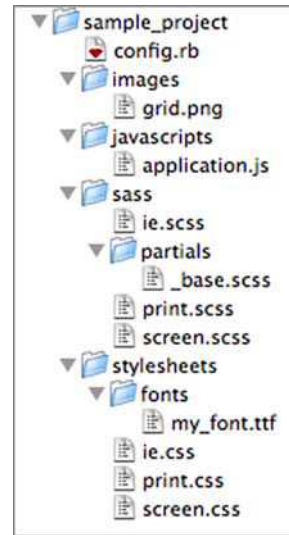 sample_project
config.rb
images
grid.png
javascripts
application.js
sass
ie.scss
partials
_base.scss
print.scss
screen.scss
stylesheets
fonts
my_font.ttf
ie.css
print.css
screen.css